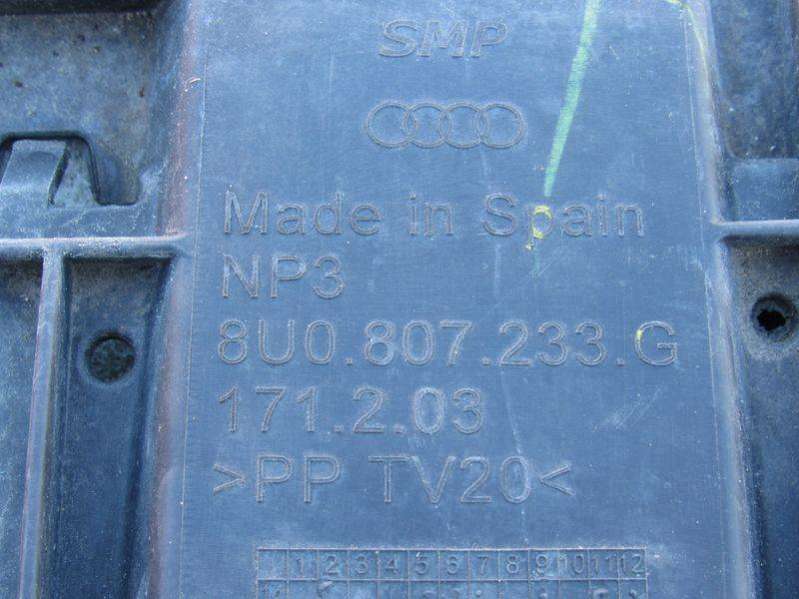 SMP
Made in Spain
NP3
8U0.807.233.G
171.2.03
>PP TV20<
1 2 3 4 5 6 7 8 9 10 11 12